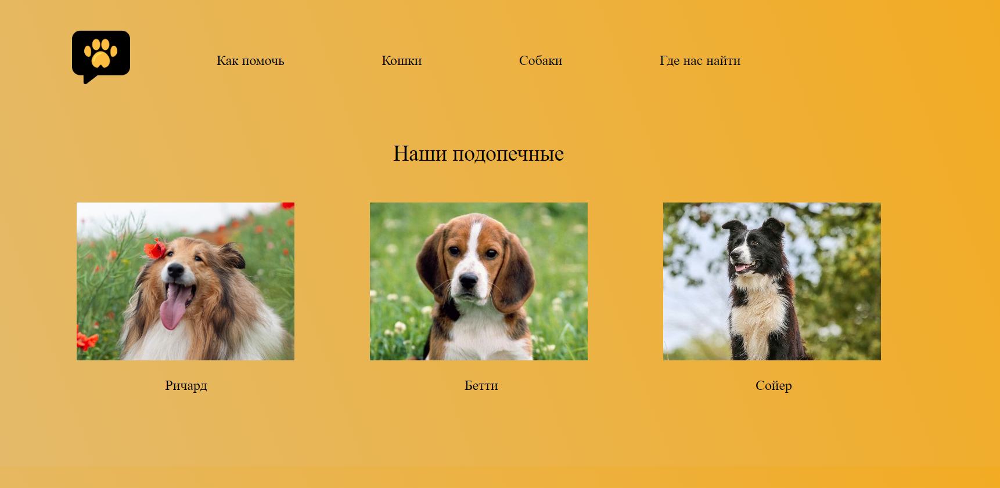 Как помочь
Кошки
Собаки
Где нас найти
Наши подопечные
Ричард
Бетти
Сойер